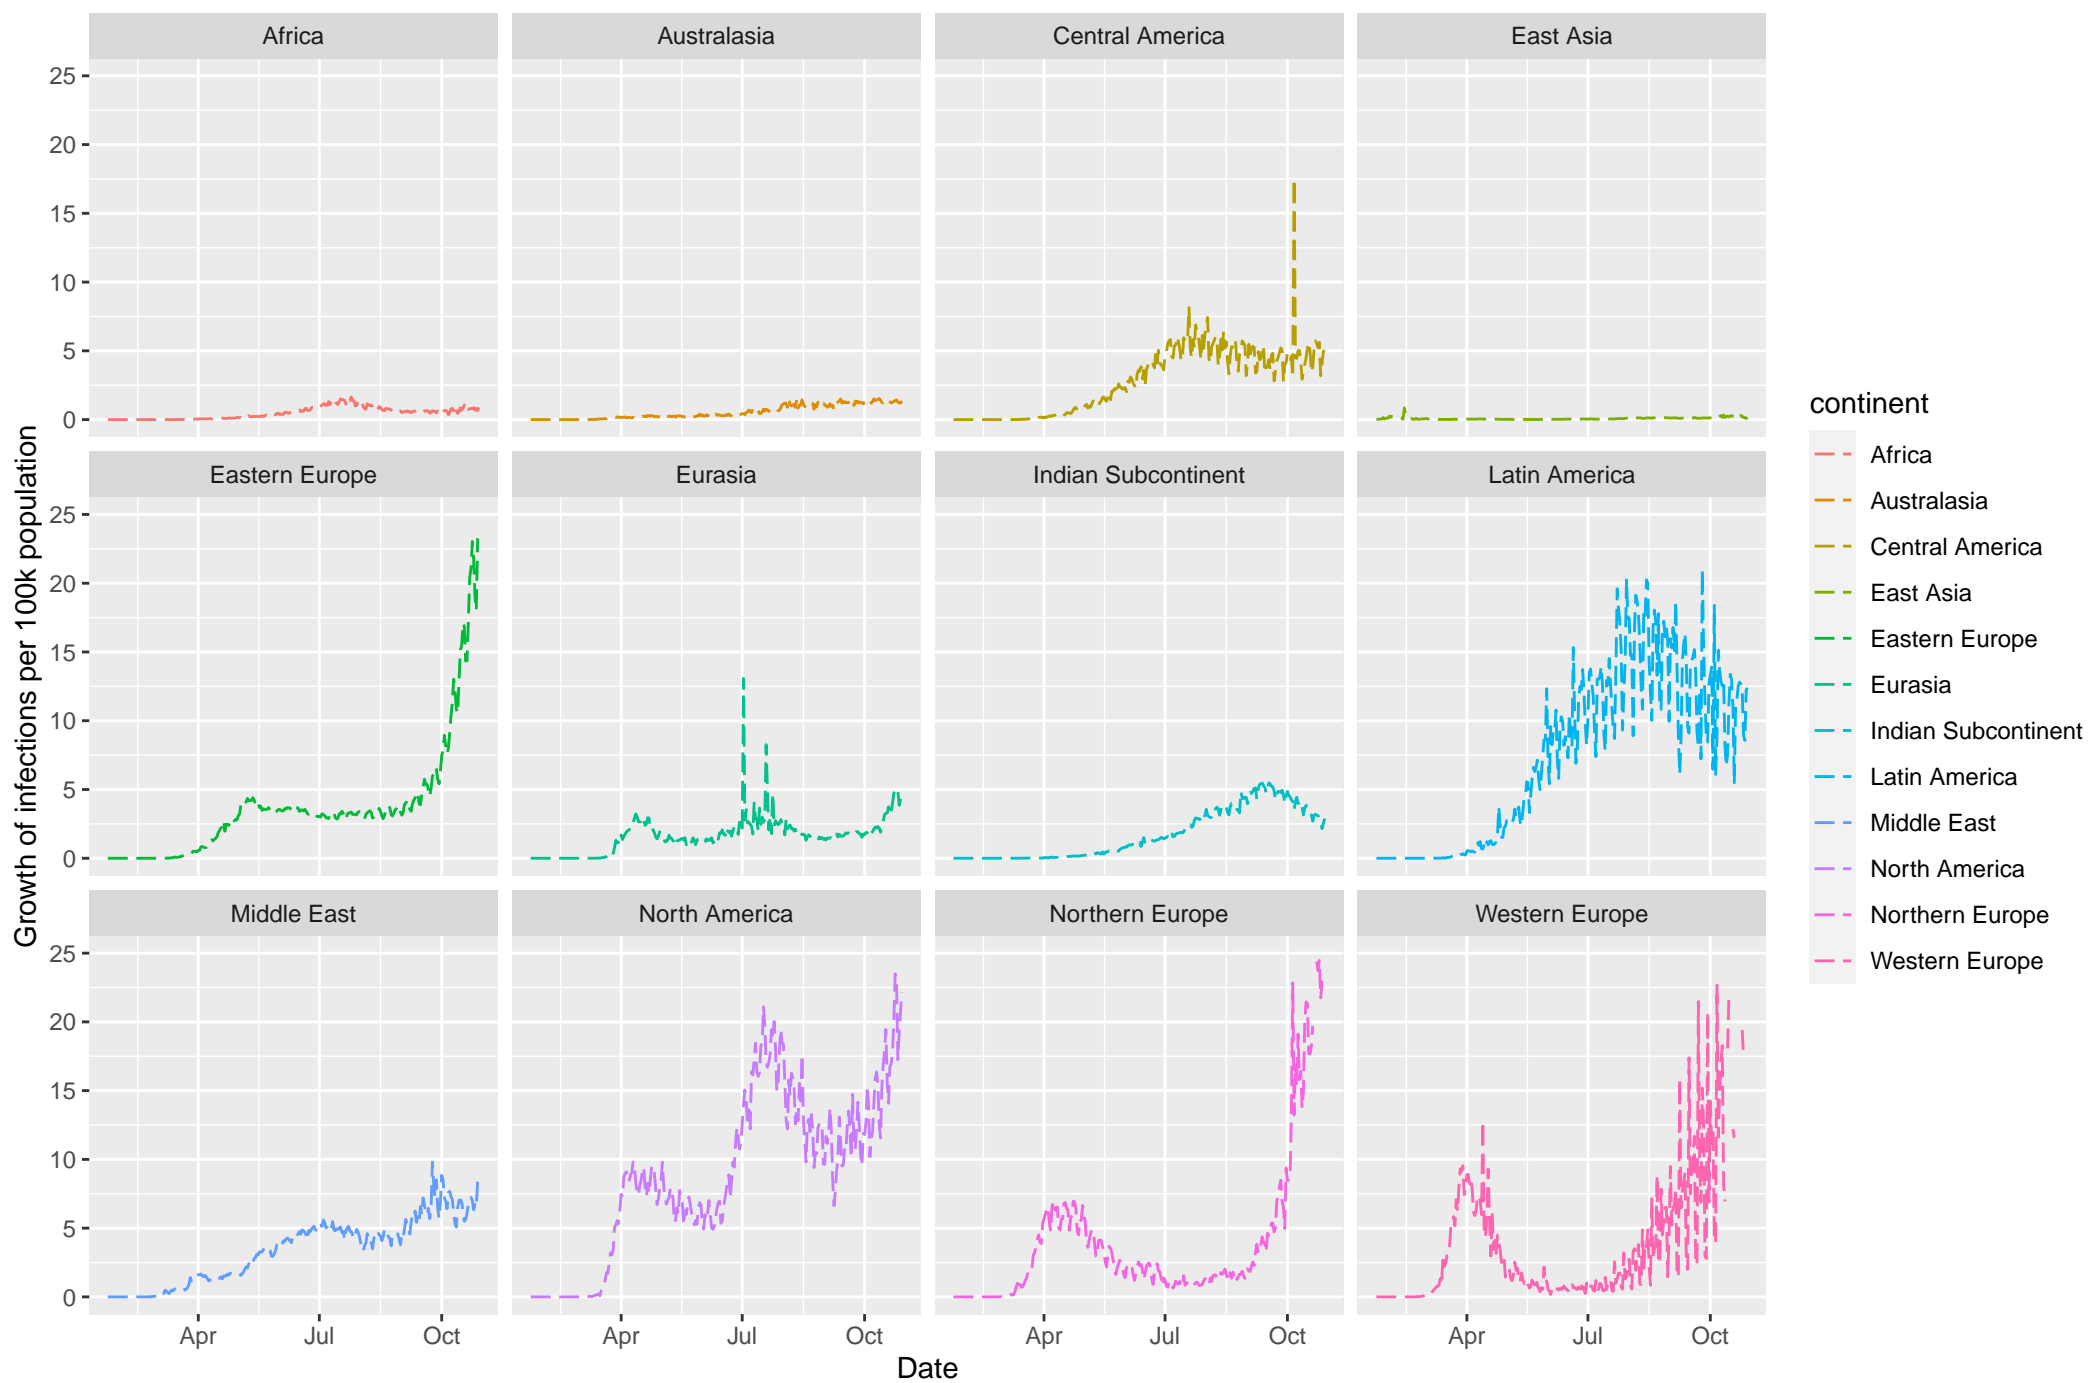 Africa
Australasia
Central America
East Asia
25
20
15
10
5
0
Eastern Europe
Eurasia
Indian Subcontinent
Latin America
25
20
15
10
5
0
Middle East
North America
Northern Europe
Western Europe
25
20
15
10
5
0
Apr Jul Oct
Apr Jul Oct
Apr Jul Oct
Apr Jul Oct
Date
Growth of infections per 100k population
continent
Africa
Australasia
Central America
East Asia
Eastern Europe
Eurasia
Indian Subcontinent
Latin America
Middle East
North America
Northern Europe
Western Europe